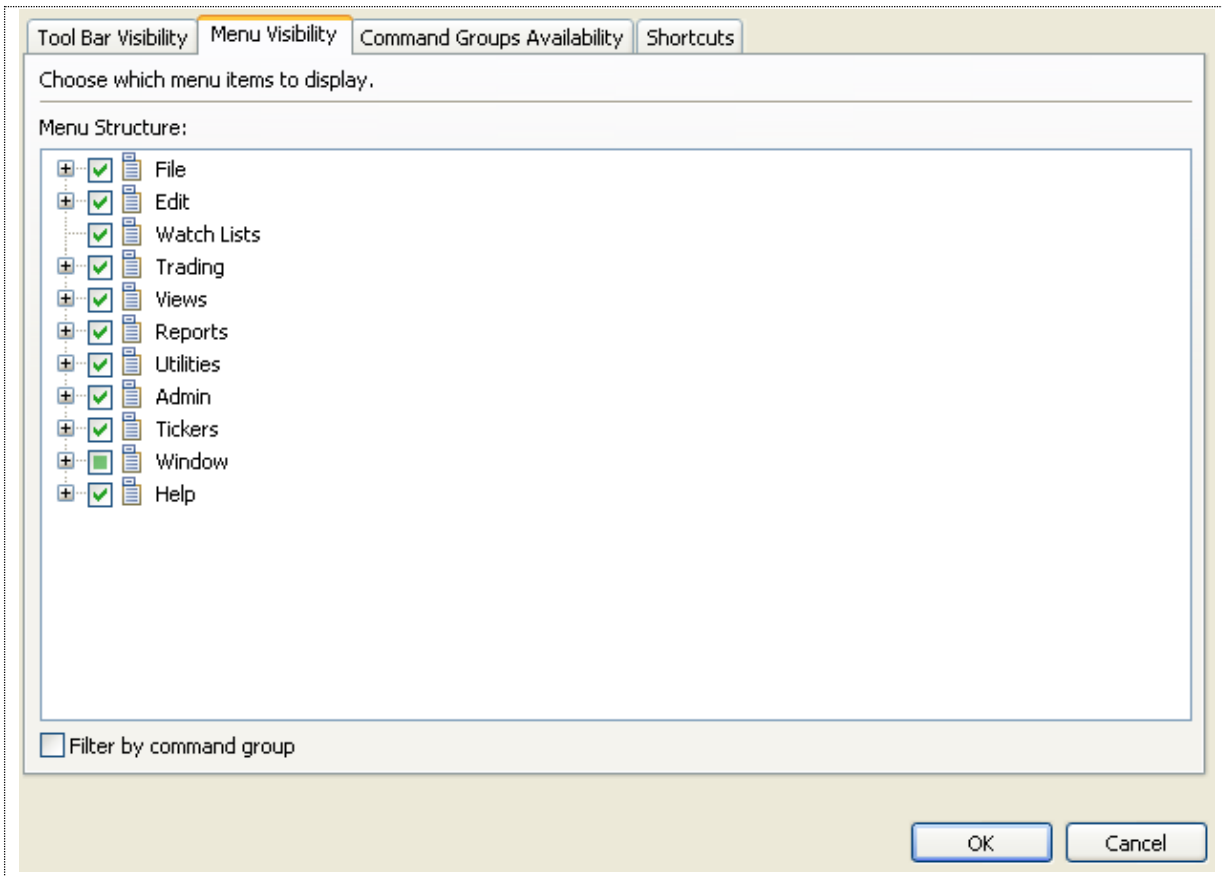 Tool Bar Visibility Menu Visibility Command Groups Availability Shortcuts
Choose which menu items to display.
Menu Structure:
File
Edit
Watch Lists
Trading
Views
Reports
Utilities
Admin
Tickers
Window
Help
Filter by command group
OK Cancel